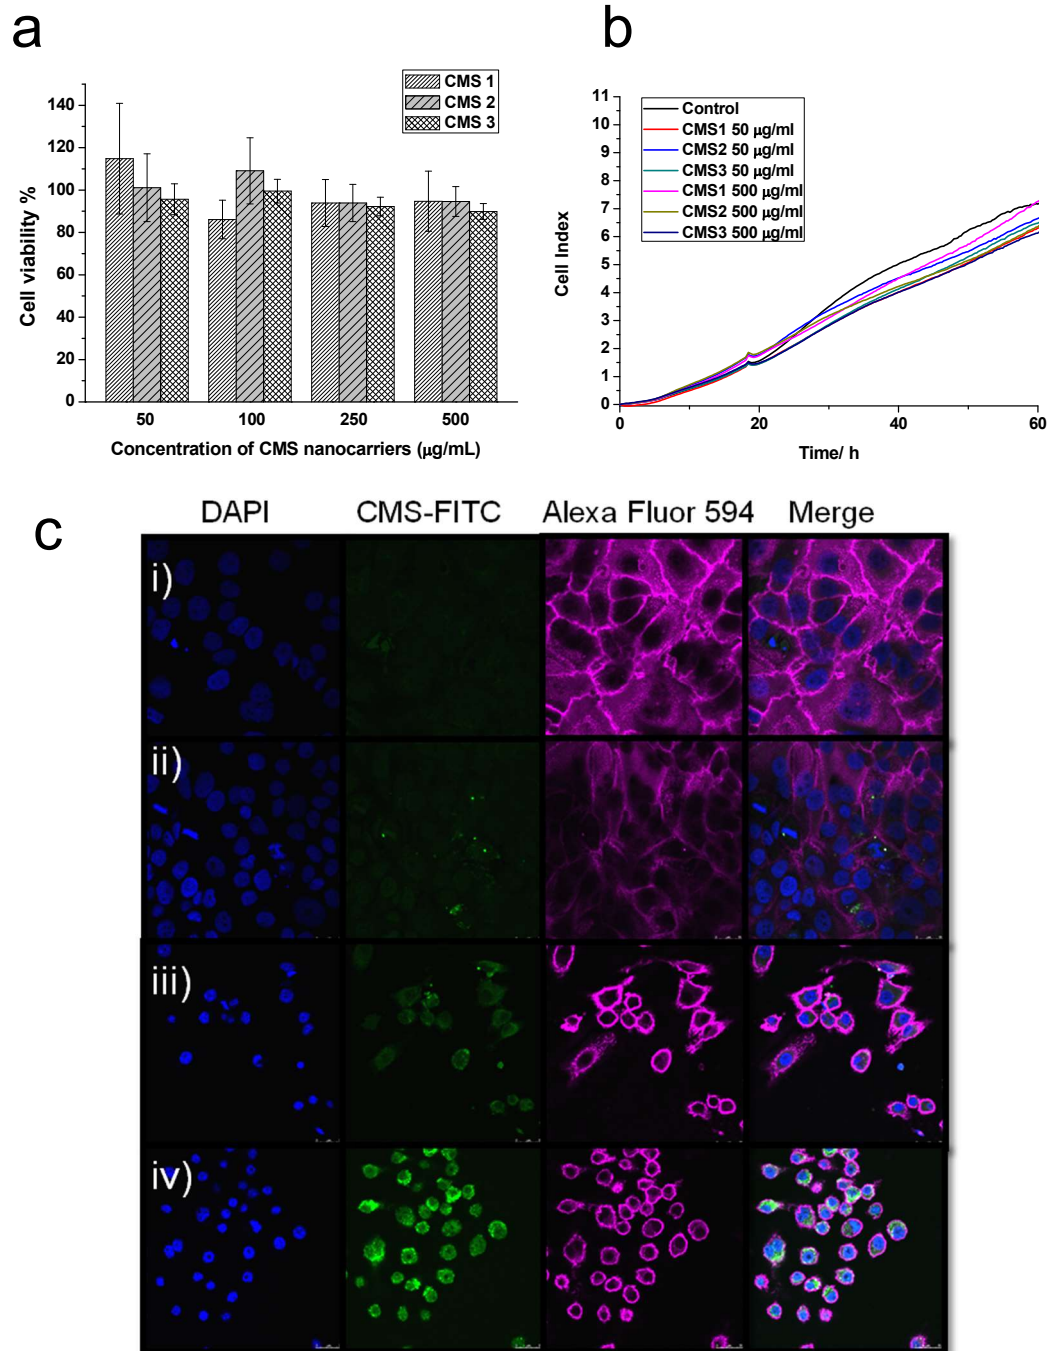 a
CMS 1
CMS 2
CMS 3
140
120
100
80
60
40
20
0
Cell viability %
50 100 250 500
Concentration of CMS nanocarriers (µg/mL)
b
Control
CMS1 50 µg/ml
CMS2 50 µg/ml
CMS3 50 µg/ml
CMS1 500 µg/ml
CMS2 500 µg/ml
CMS3 500 µg/ml
11
10
9
8
7
6
5
4
3
2
1
0
Cell Index
0 20 40 60
Time/ h
c
DAPI CMS-FITC Alexa Fluor 594 Merge
i)
ii)
iii)
iv)